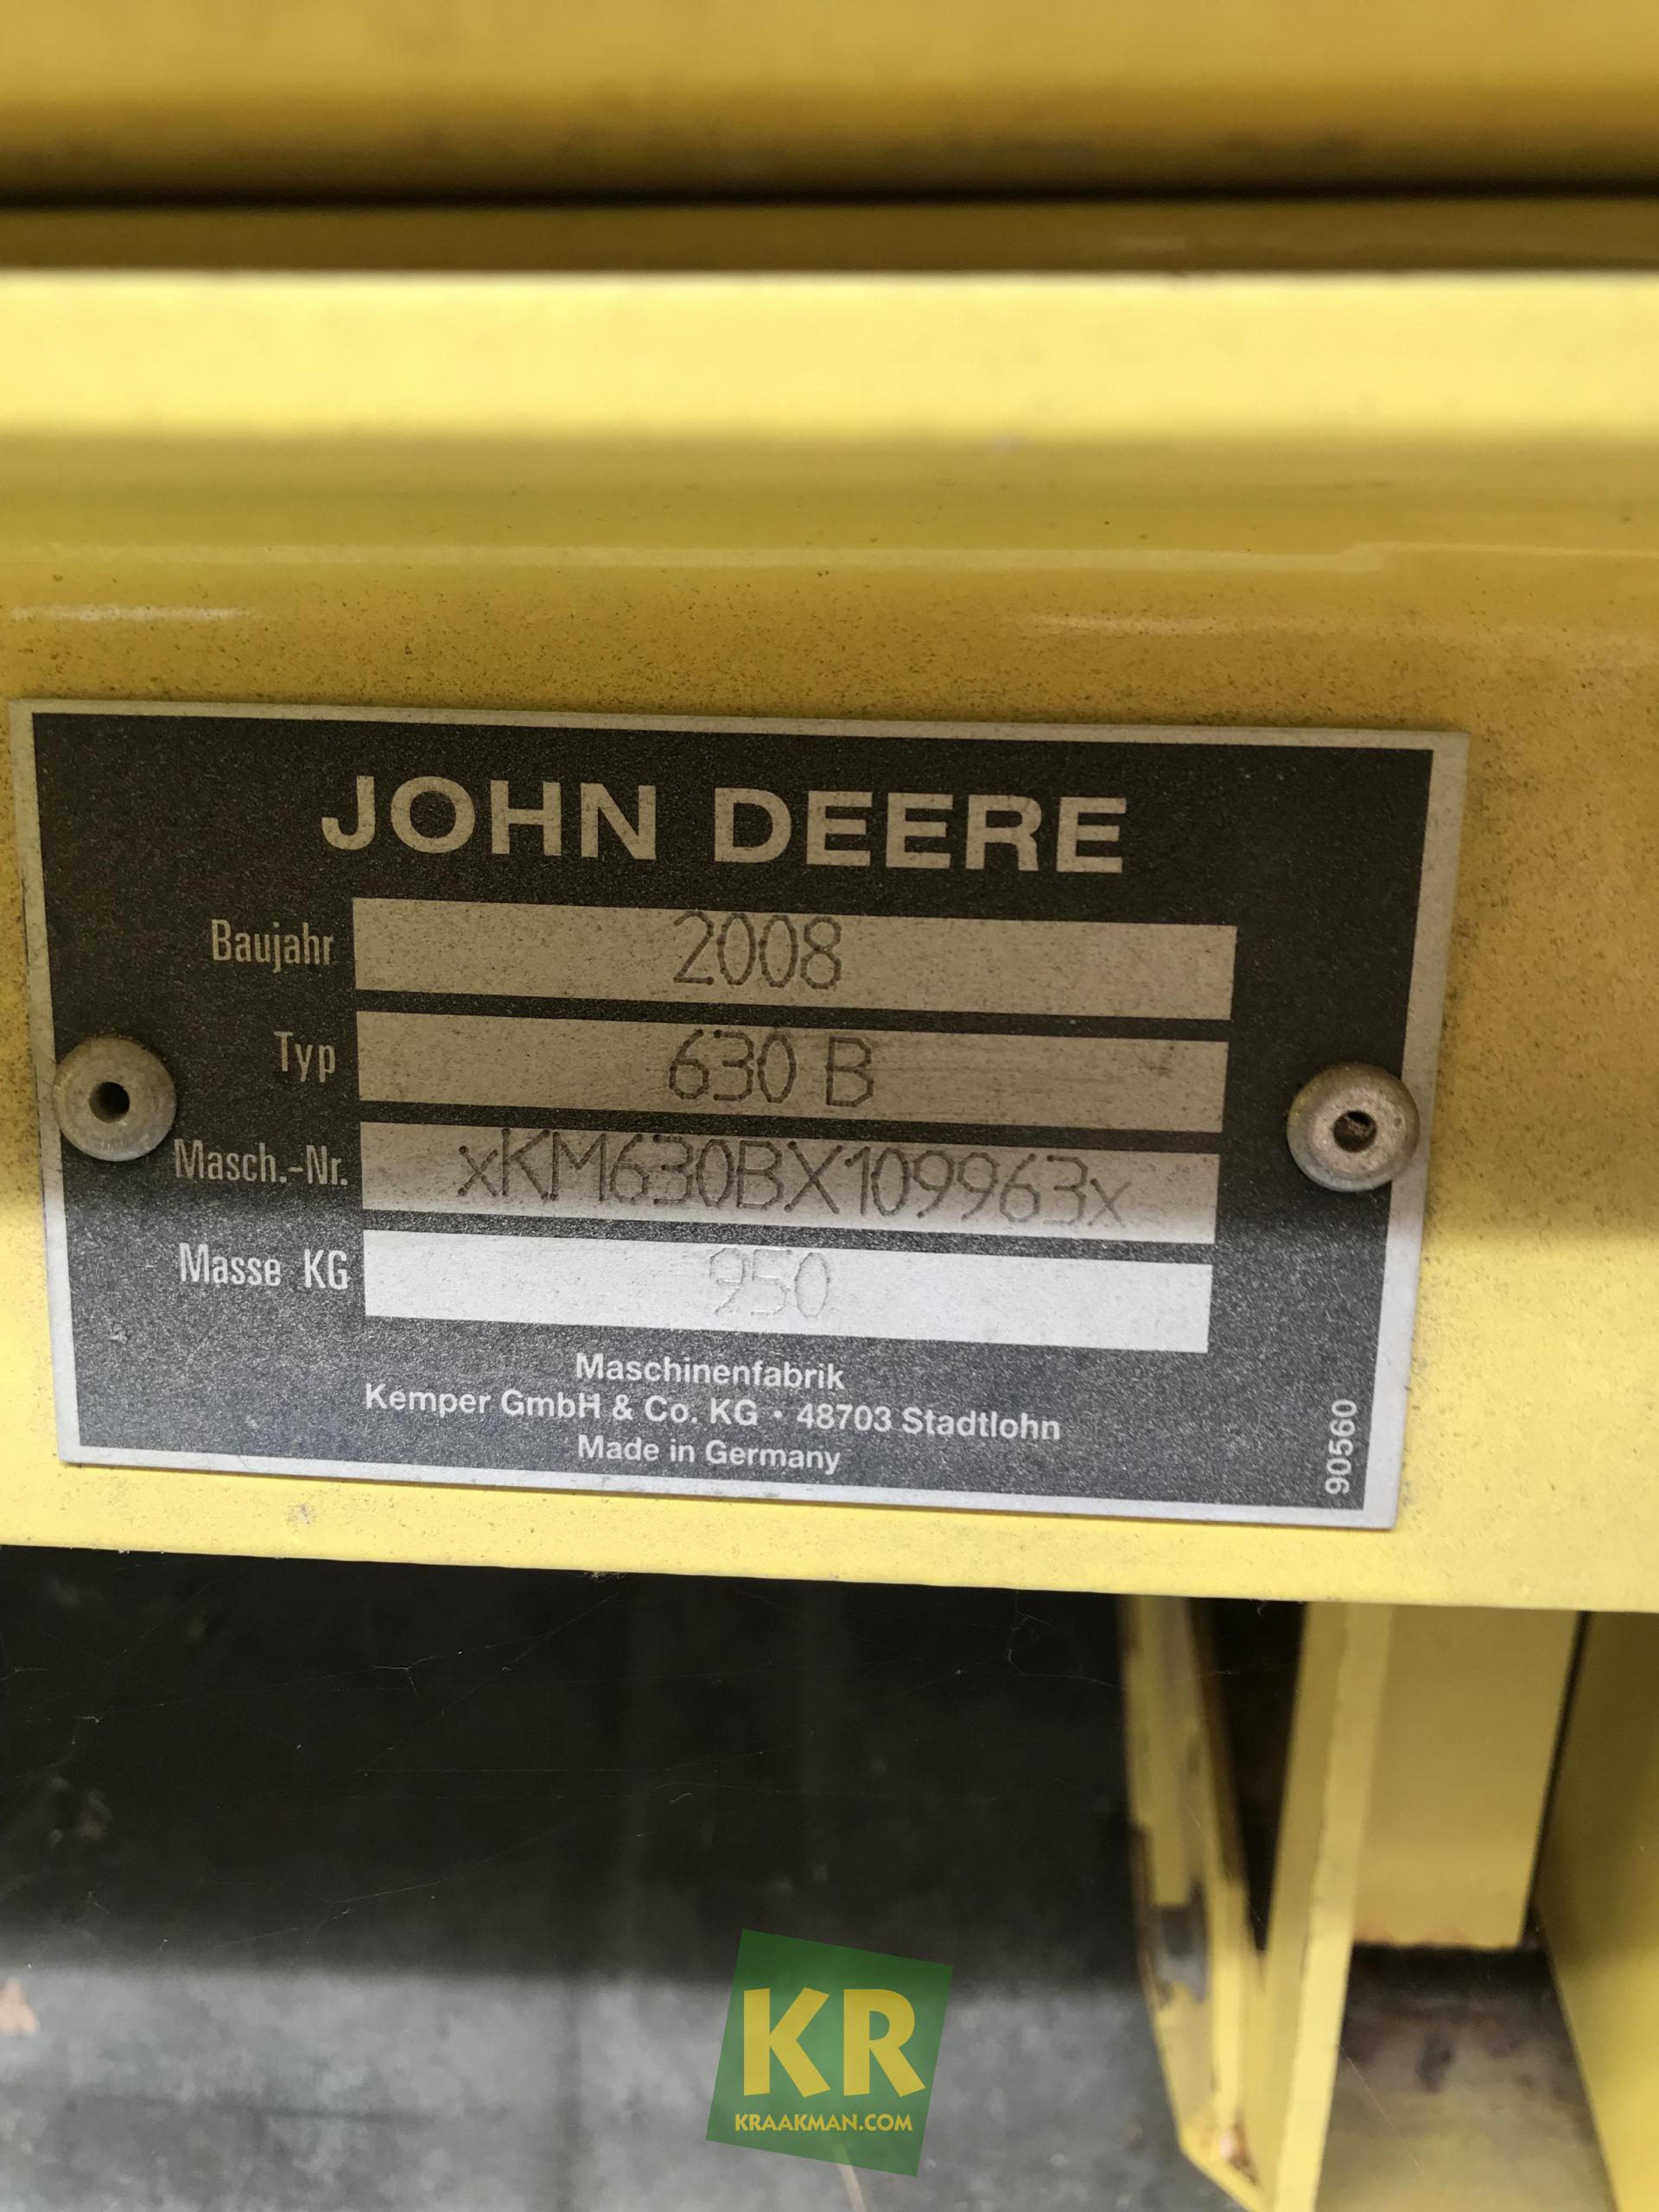 JOHN DEERE
Baujahr 2008
Typ 630 B
Masch.-Nr. xKM630BX109963x
Masse KG 950
Maschinenfabrik
Kemper GmbH & Co. KG · 48703 Stadtlohn
Made in Germany
90560
KR
KRAAKMAN.COM